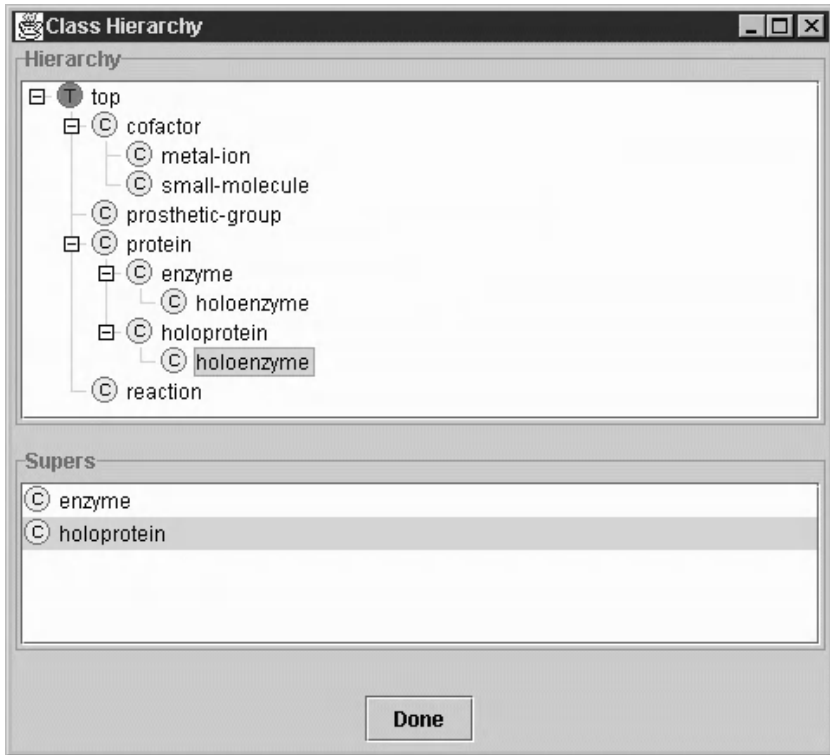 Class Hierarchy
Hierarchy
T top
C cofactor
C metal-ion
C small-molecule
C prosthetic-group
C protein
C enzyme
C holoenzyme
C holoprotein
C holoenzyme
C reaction
Supers
C enzyme
C holoprotein
Done